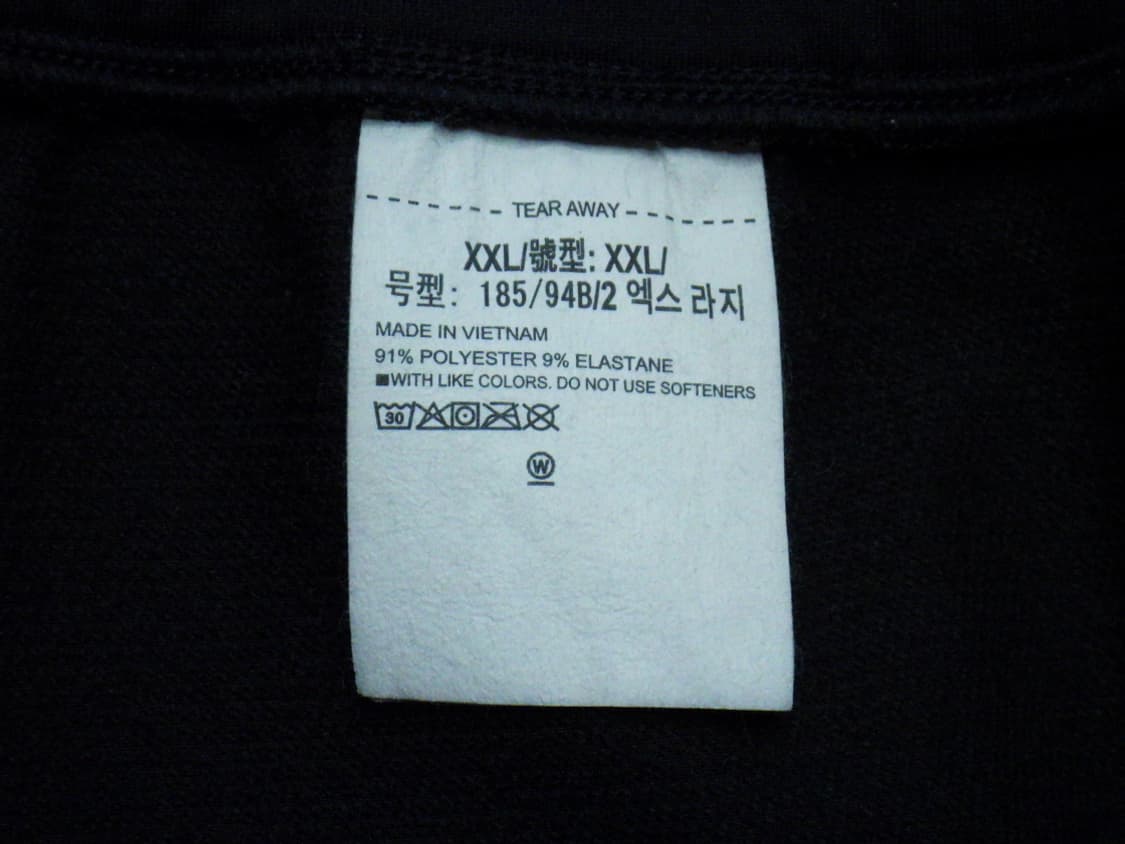 TEAR AWAY
XXL/號型: XXL/
号型: 185/94B/2 엑스 라지
MADE IN VIETNAM
91% POLYESTER 9% ELASTANE
■WITH LIKE COLORS. DO NOT USE SOFTENERS
30
W